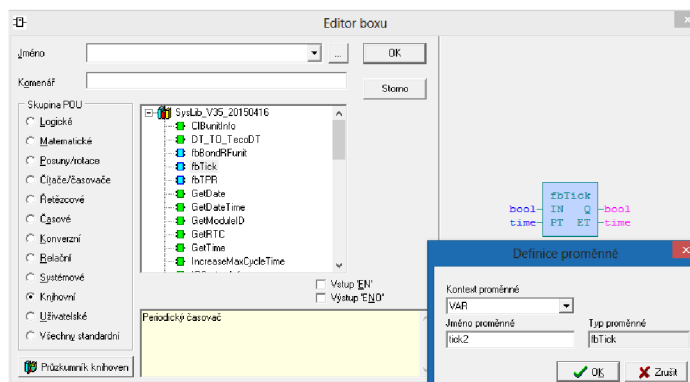 Editor boxu
Jméno
...
OK
Komenář
Storno
Skupina POU
Logické
Matematické
Posuny/rotace
Čítače/časovače
Řetězcové
Časové
Konverzní
Relační
Systémové
Knihovní
Uživatelské
Všechny standardní
Průzkumník knihoven
SysLib_V35_20150416
CIBunitInfo
DT_TO_TecoDT
fbBondRFunit
fbTick
fbTPR
GetDate
GetDateTime
GetModuleID
GetRTC
GetTime
IncreaseMaxCycleTime
Vstup 'EN'
Výstup 'ENO'
Periodický časovač
fbTick
bool IN Q bool
time PT ET time
Definice proměnné
Kontext proměnné
VAR
Jméno proměnné
Typ proměnné
tick2
fbTick
OK
Zrušit